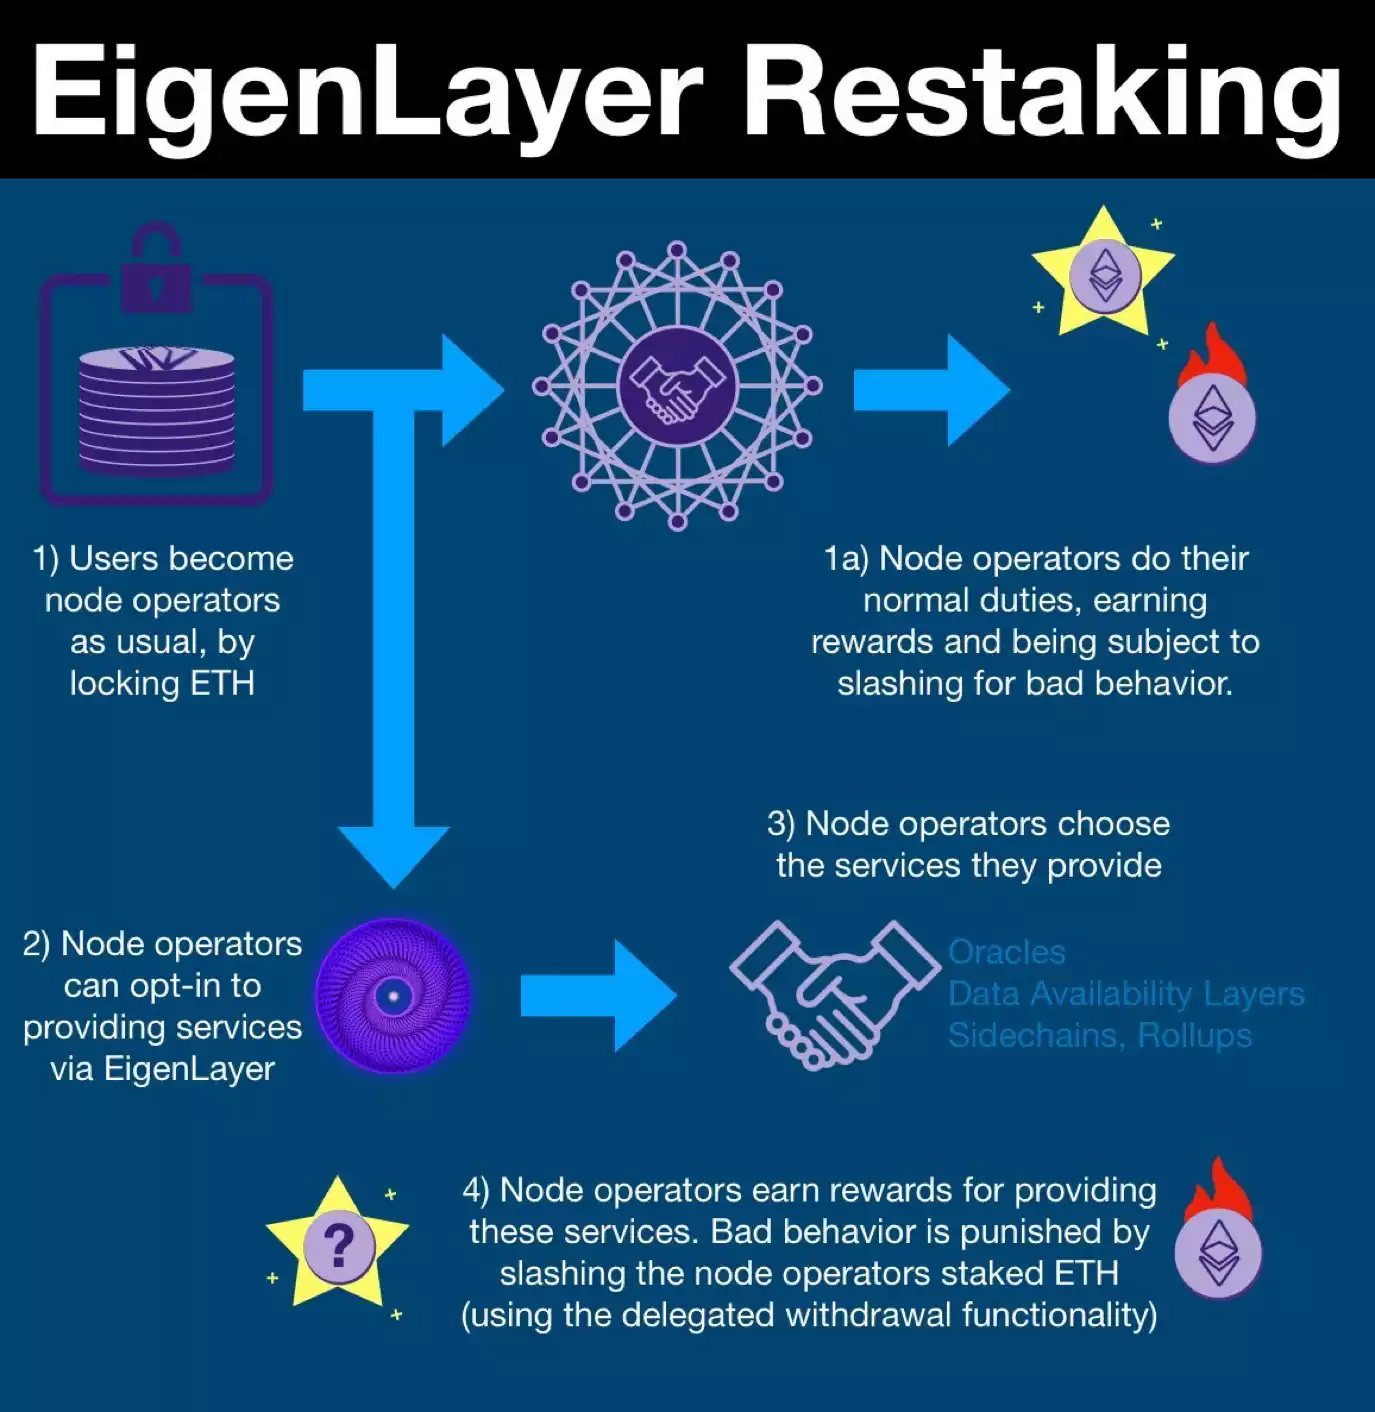 EigenLayer Restaking
1) Users become
node operators
as usual, by
locking ETH
1a) Node operators do their
normal duties, earning
rewards and being subject to
slashing for bad behavior.
2) Node operators
can opt-in to
providing services
via EigenLayer
3) Node operators choose
the services they provide
Oracles
Data Availability Layers
Sidechains, Rollups
?
4) Node operators earn rewards for providing
these services. Bad behavior is punished by
slashing the node operators staked ETH
(using the delegated withdrawal functionality)